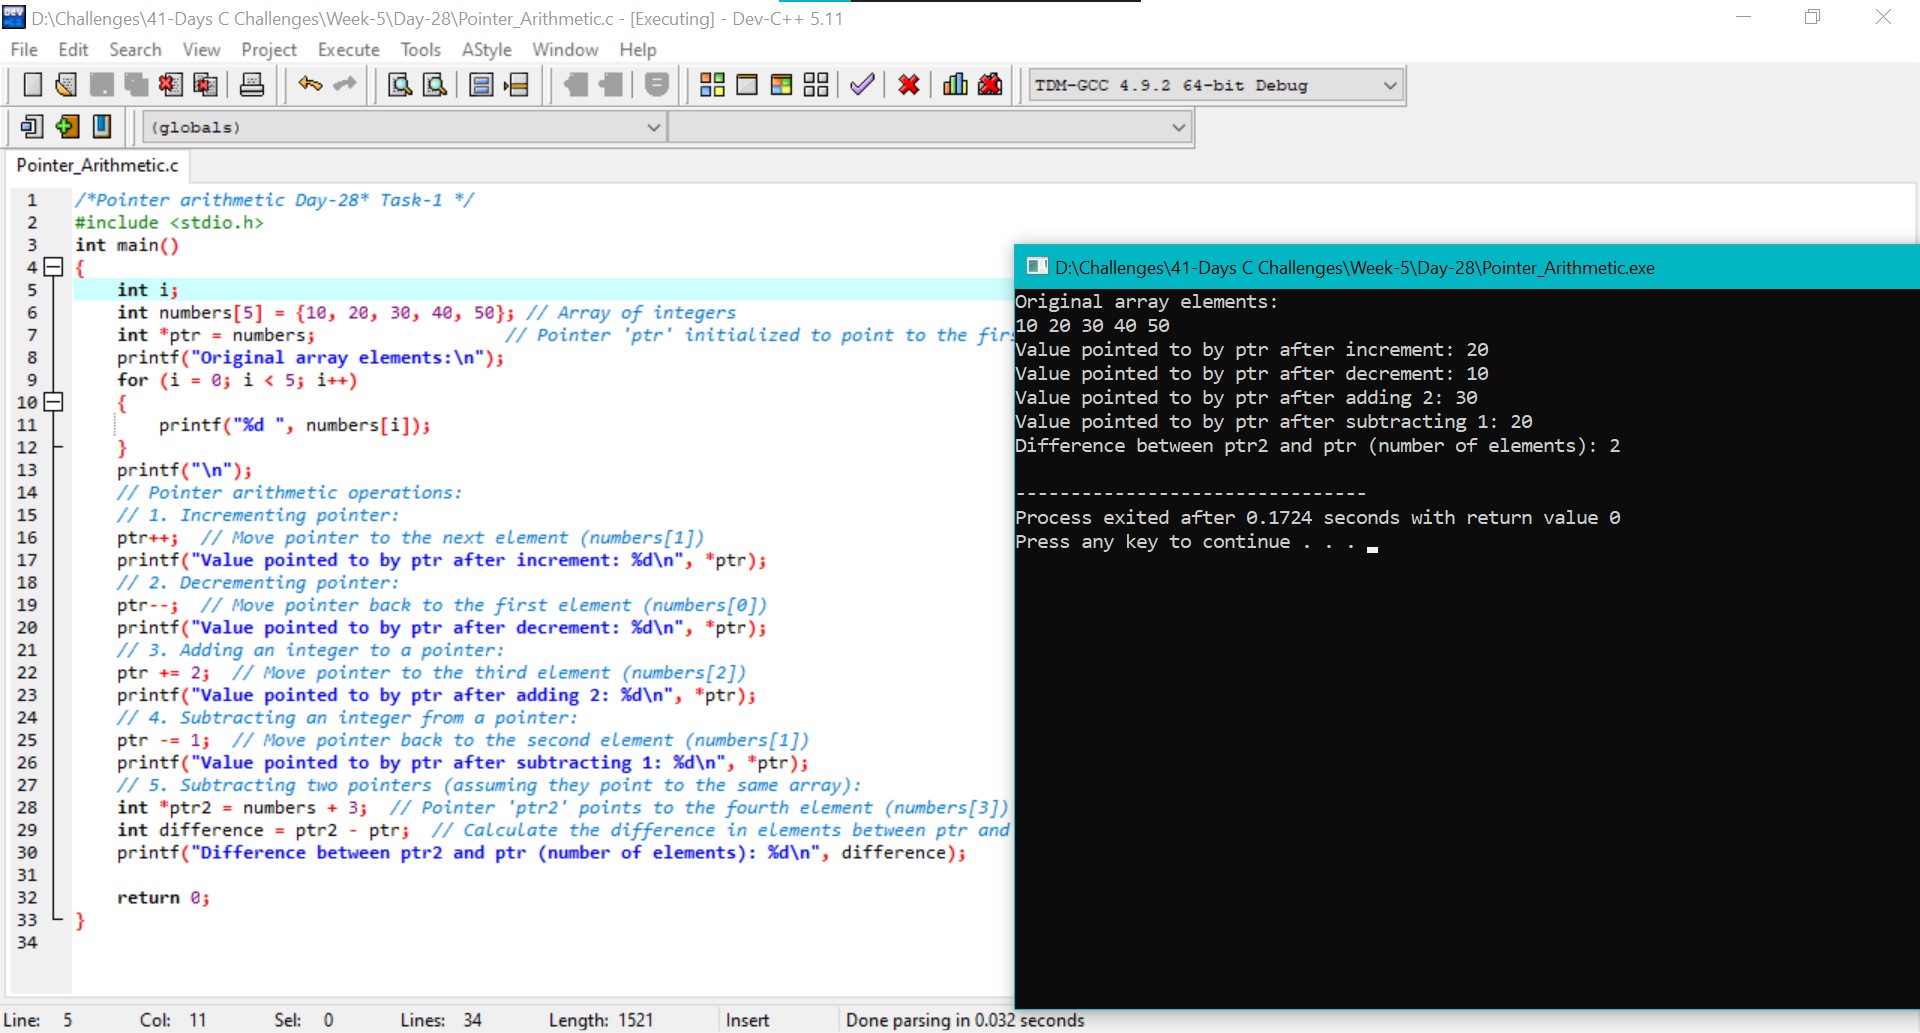 D:\Challenges\41-Days C Challenges\Week-5\Day-28\Pointer_Arithmetic.c - [Executing] - Dev-C++ 5.11
File Edit Search View Project Execute Tools AStyle Window Help
TDM-GCC 4.9.2 64-bit Debug
(globals)
Pointer_Arithmetic.c
1 /*Pointer arithmetic Day-28* Task-1 */
2 #include <stdio.h>
3 int main()
4 {
5 int i;
6 int numbers[5] = {10, 20, 30, 40, 50}; // Array of integers
7 int *ptr = numbers; // Pointer 'ptr' initialized to point to the fir
8 printf("Original array elements:\n");
9 for (i = 0; i < 5; i++)
10 {
11 printf("%d ", numbers[i]);
12 }
13 printf("\n");
14 // Pointer arithmetic operations:
15 // 1. Incrementing pointer:
16 ptr++; // Move pointer to the next element (numbers[1])
17 printf("Value pointed to by ptr after increment: %d\n", *ptr);
18 // 2. Decrementing pointer:
19 ptr--; // Move pointer back to the first element (numbers[0])
20 printf("Value pointed to by ptr after decrement: %d\n", *ptr);
21 // 3. Adding an integer to a pointer:
22 ptr += 2; // Move pointer to the third element (numbers[2])
23 printf("Value pointed to by ptr after adding 2: %d\n", *ptr);
24 // 4. Subtracting an integer from a pointer:
25 ptr -= 1; // Move pointer back to the second element (numbers[1])
26 printf("Value pointed to by ptr after subtracting 1: %d\n", *ptr);
27 // 5. Subtracting two pointers (assuming they point to the same array):
28 int *ptr2 = numbers + 3; // Pointer 'ptr2' points to the fourth element (numbers[3])
29 int difference = ptr2 - ptr; // Calculate the difference in elements between ptr and
30 printf("Difference between ptr2 and ptr (number of elements): %d\n", difference);
31
32 return 0;
33 }
34
D:\Challenges\41-Days C Challenges\Week-5\Day-28\Pointer_Arithmetic.exe
Original array elements:
10 20 30 40 50
Value pointed to by ptr after increment: 20
Value pointed to by ptr after decrement: 10
Value pointed to by ptr after adding 2: 30
Value pointed to by ptr after subtracting 1: 20
Difference between ptr2 and ptr (number of elements): 2
--------------------------------
Process exited after 0.1724 seconds with return value 0
Press any key to continue . . .
Line: 5 Col: 11 Sel: 0 Lines: 34 Length: 1521 Insert Done parsing in 0.032 seconds